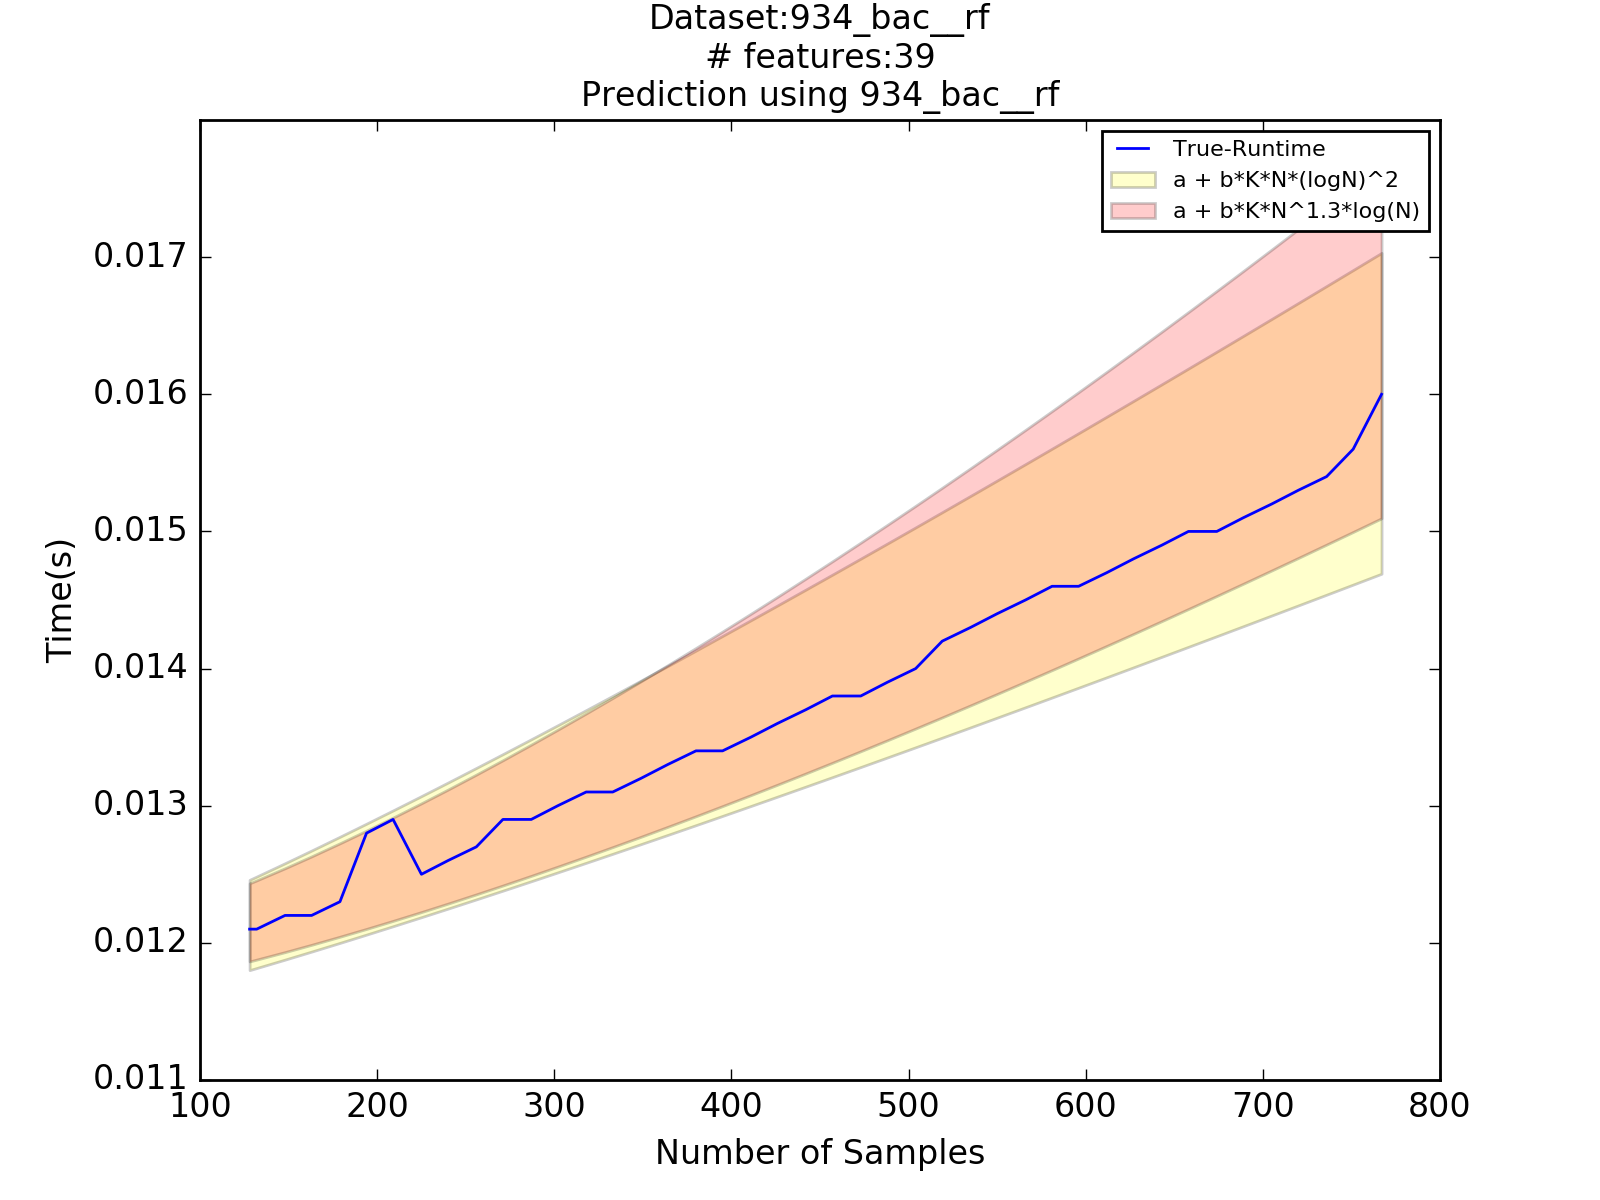 Dataset:934_bac__rf
# features:39
Prediction using 934_bac__rf
True-Runtime
a + b*K*N*(logN)^2
a + b*K*N^1.3*log(N)
0.017
0.016
0.015
0.014
0.013
0.012
0.011
Time(s)
100 200 300 400 500 600 700 800
Number of Samples